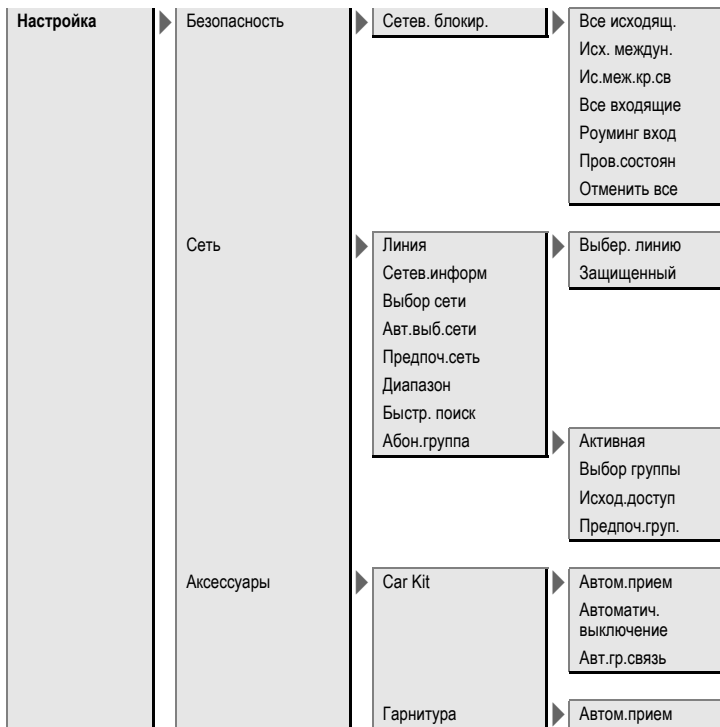 Настройка
Безопасность
Сетев. блокир.
Все исходящ.
Исх. междун.
Ис.меж.кр.св
Все входящие
Роуминг вход
Пров.состоян
Отменить все
Сеть
Линия
Выбер. линию
Сетев.информ
Защищенный
Выбор сети
Авт.выб.сети
Предпоч.сеть
Диапазон
Быстр. поиск
Абон.группа
Активная
Выбор группы
Исход.доступ
Предпоч.груп.
Аксессуары
Car Kit
Автом.прием
Автоматич.
выключение
Авт.гр.связь
Гарнитура
Автом.прием